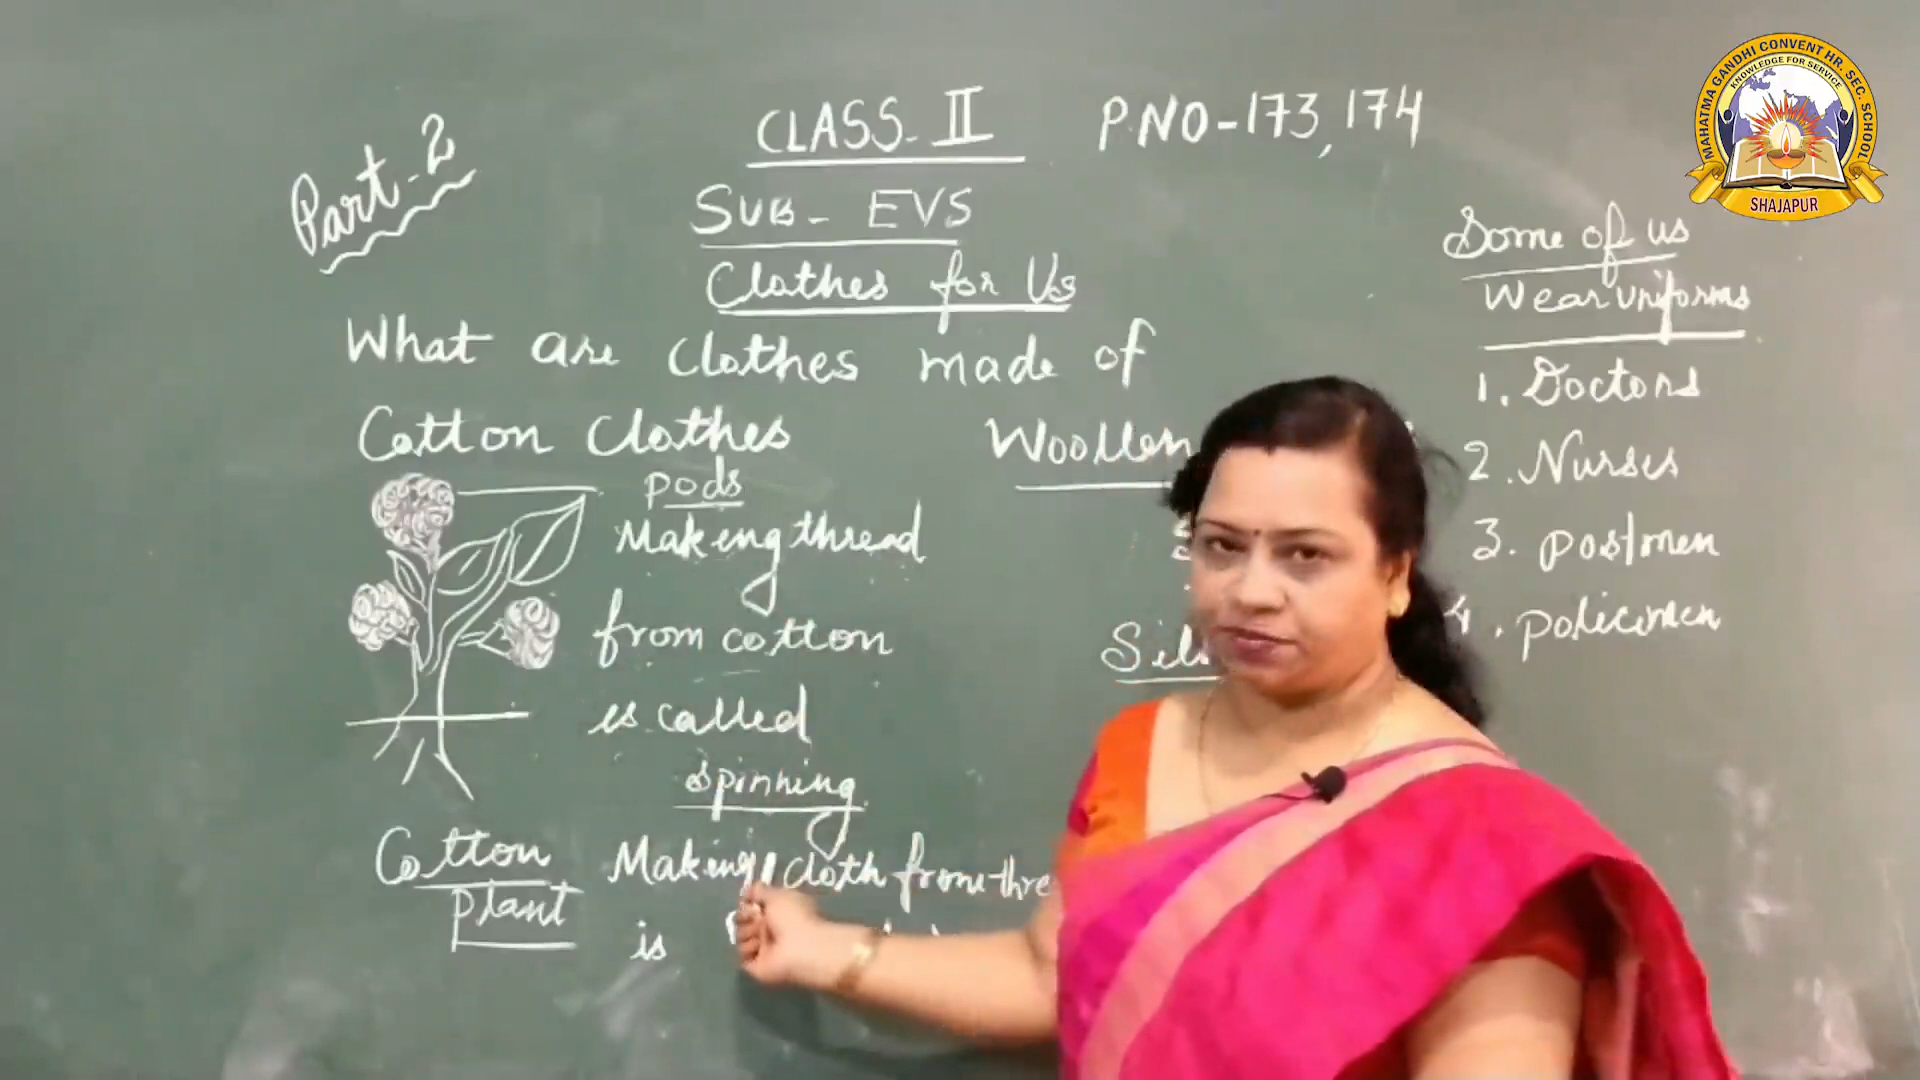 Part-2
CLASS-II
P.NO-173,174
SUB- EVS
Clothes for Us
What are clothes made of
Cotton Clothes
pods
Making thread
from cotton
is called
spinning
Cotton
Plant
Making cloth from
is
Woollen
Some of us
Wear uniforms
1. Doctors
2. Nurses
3. postmen
4. policemen
MAHATMA GANDHI CONVENT HR. SEC. SCHOOL
KNOWLEDGE FOR SERVICE
SHAJAPUR